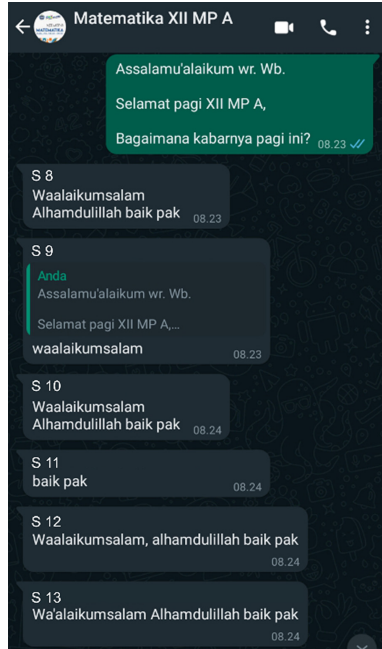 Matematika XII MP A
MATEMATIKA
Assalamu'alaikum wr. Wb.
Selamat pagi XII MP A,
Bagaimana kabarnya pagi ini? 08.23
S 8
Waalaikumsalam
Alhamdulillah baik pak 08.23
S 9
Anda
Assalamu'alaikum wr. Wb.
Selamat pagi XII MP A,...
waalaikumsalam 08.23
S 10
Waalaikumsalam
Alhamdulillah baik pak 08.24
S 11
baik pak 08.24
S 12
Waalaikumsalam, alhamdulillah baik pak
08.24
S 13
Wa'alaikumsalam Alhamdulillah baik pak
08.24